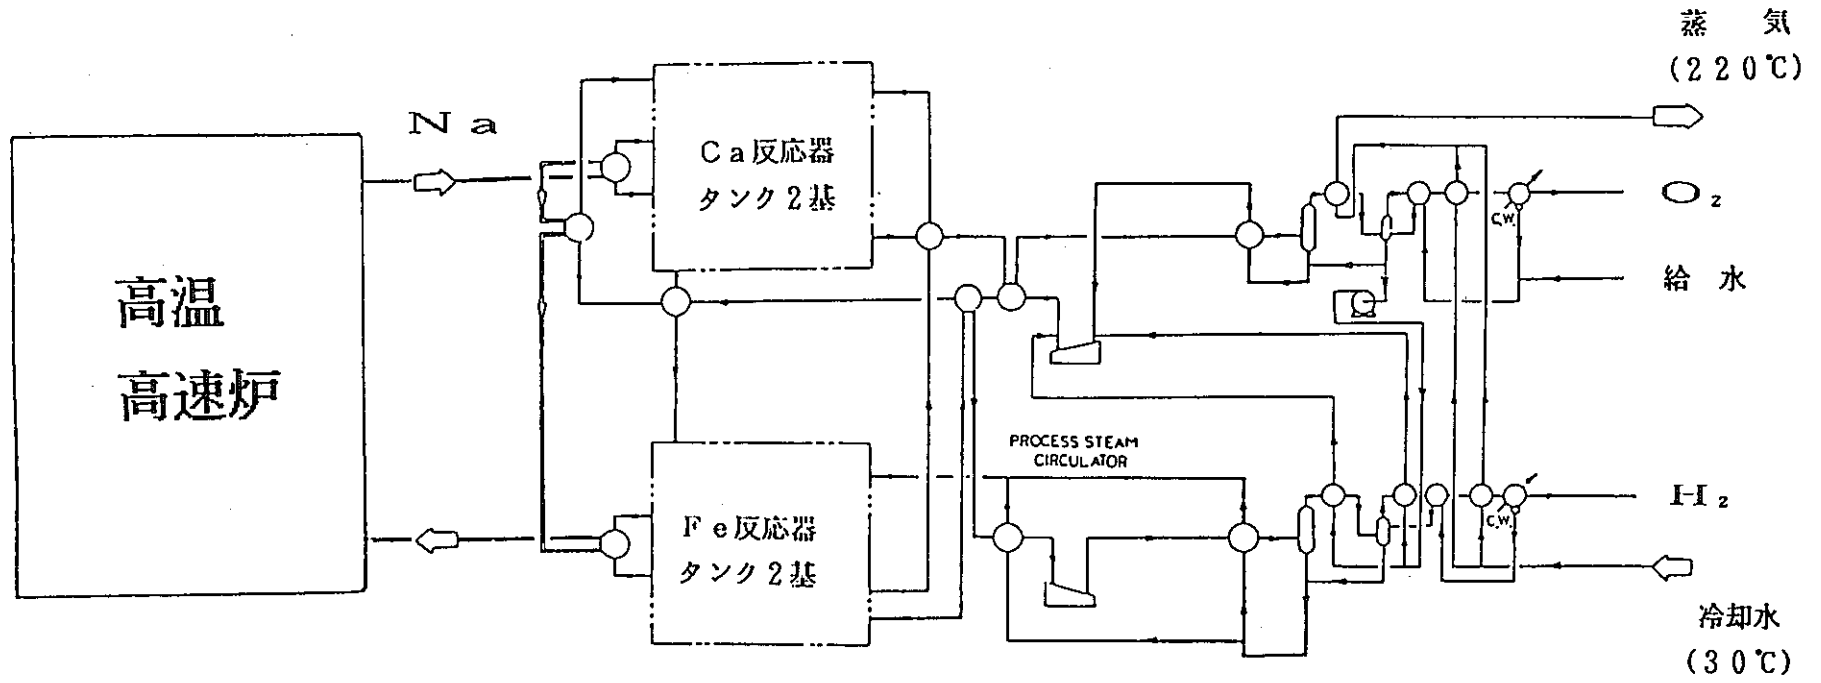 蒸 気
(220℃)
Na
Ca反応器
タンク2基
O2
C.W.
給 水
高温
高速炉
PROCESS STEAM
CIRCULATOR
Fe反応器
タンク2基
H2
C.W.
冷却水
(30℃)